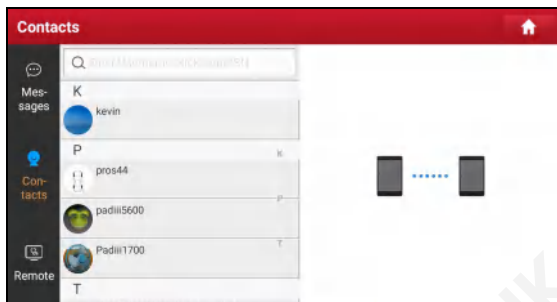 Contacts
Mes-
sages
K
kevin
P
K
pros44
Con-
tacts
P
padiii5600
T
Padiii1700
Remote
T